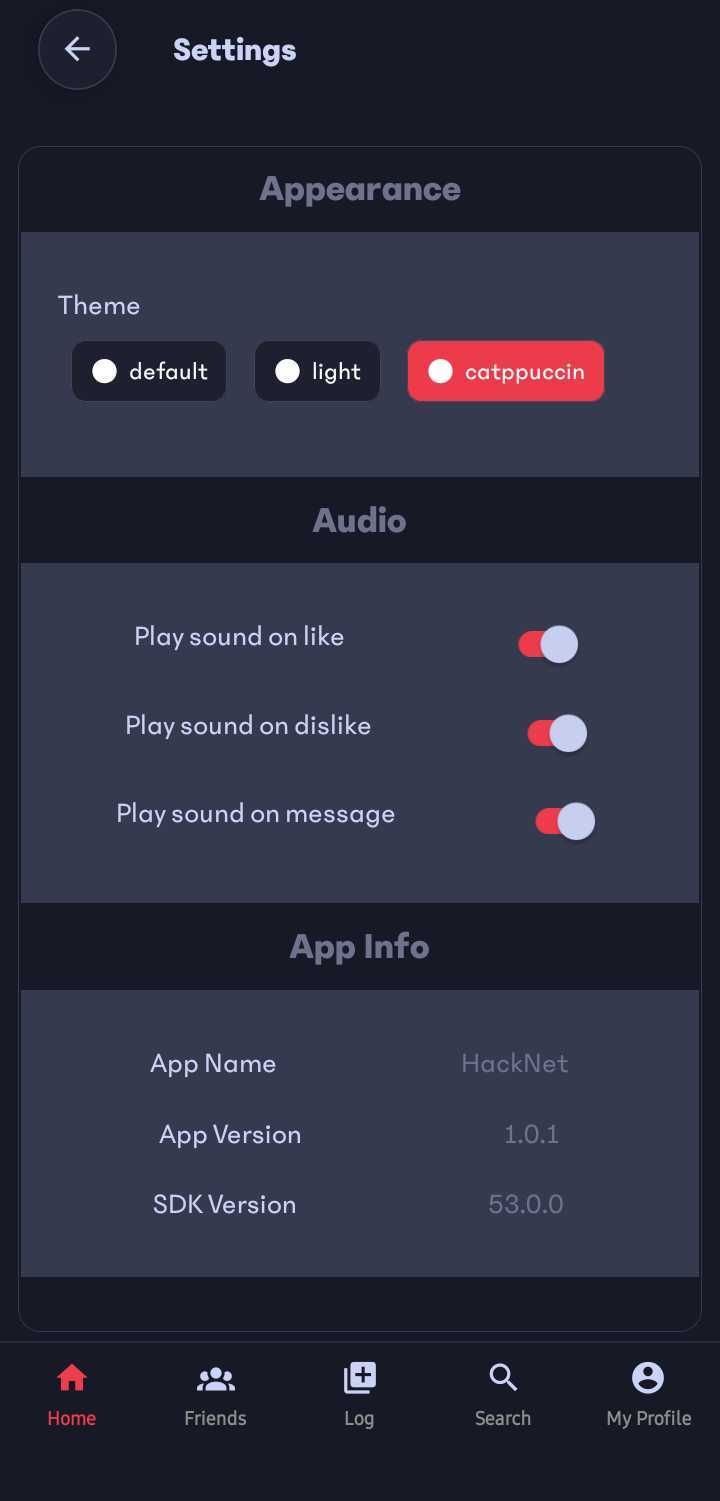 Settings
Appearance
Theme
default light catppuccin
Audio
Play sound on like
Play sound on dislike
Play sound on message
App Info
App Name HackNet
App Version 1.0.1
SDK Version 53.0.0
Home Friends Log Search My Profile